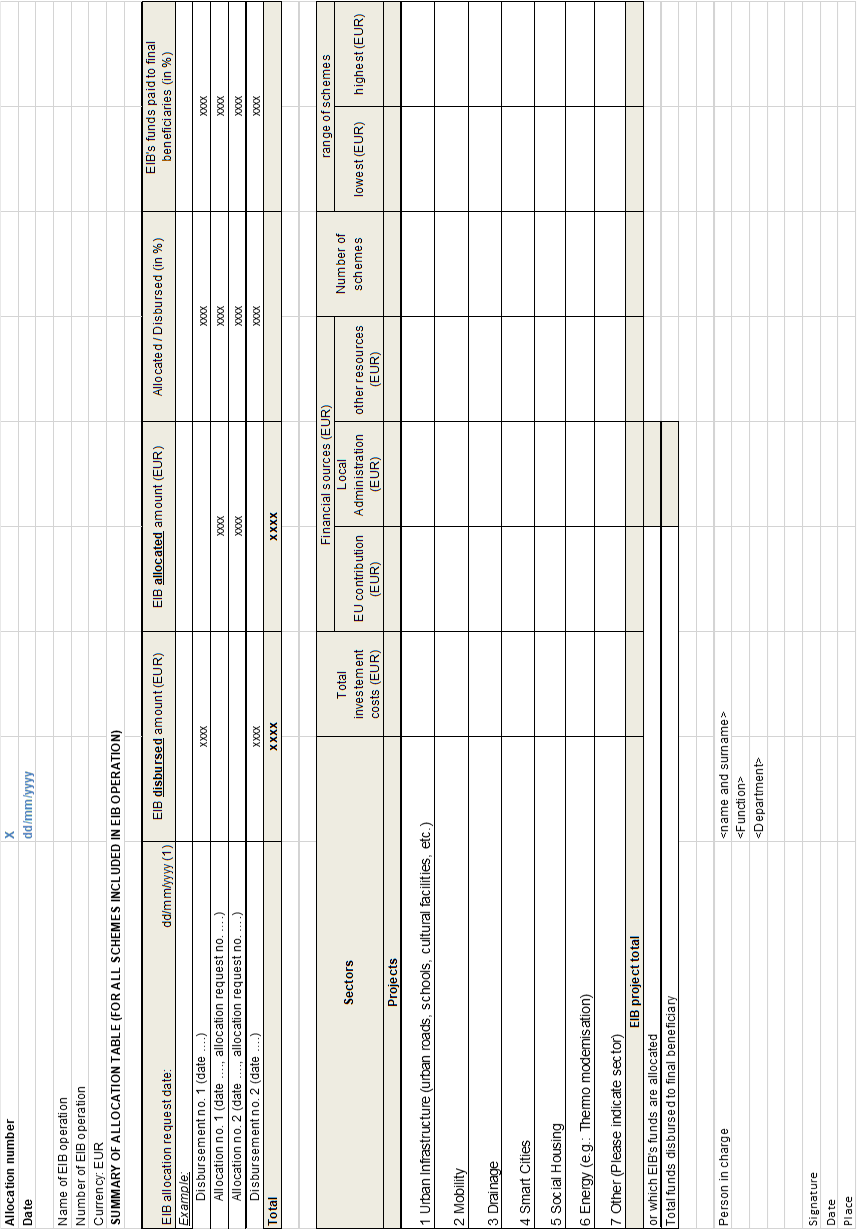 Allocation number X
Date dd/mm/yyyy
Name of EIB operation
Number of EIB operation
Currency: EUR
SUMMARY OF ALLOCATION TABLE (FOR ALL SCHEMES INCLUDED IN EIB OPERATION)
EIB allocation request date: dd/mm/yyyy (1)
EIB disbursed amount (EUR)
EIB allocated amount (EUR)
Allocated / Disbursed (in %)
EIB's funds paid to final
beneficiaries (in %)
Example.
Disbursement no. 1 (date ….) xxxx xxxx xxxx
Allocation no. 1 (date …., allocation request no. ….) xxxx xxxx xxxx
Allocation no. 2 (date …., allocation request no. ….) xxxx xxxx xxxx
Disbursement no. 2 (date ….) xxxx xxxx xxxx
Total xxxx xxxx
Sectors
Total
investement
costs (EUR)
Financial sources (EUR)
EU contribution
(EUR)
Local
Administration
(EUR)
other resources
(EUR)
Number of
schemes
range of schemes
lowest (EUR)
highest (EUR)
Projects
1 Urban Infrastructure (urban roads, schools, cultural facilities, etc.)
2 Mobility
3 Drainage
4 Smart Cities
5 Social Housing
6 Energy (e.g.: Thermo modernisation)
7 Other (Please indicate sector)
EIB project total
or which EIB's funds are allocated
Total funds disbursed to final beneficiary
Person in charge <name and surname>
<Function>
<Department>
Signature
Date
Place